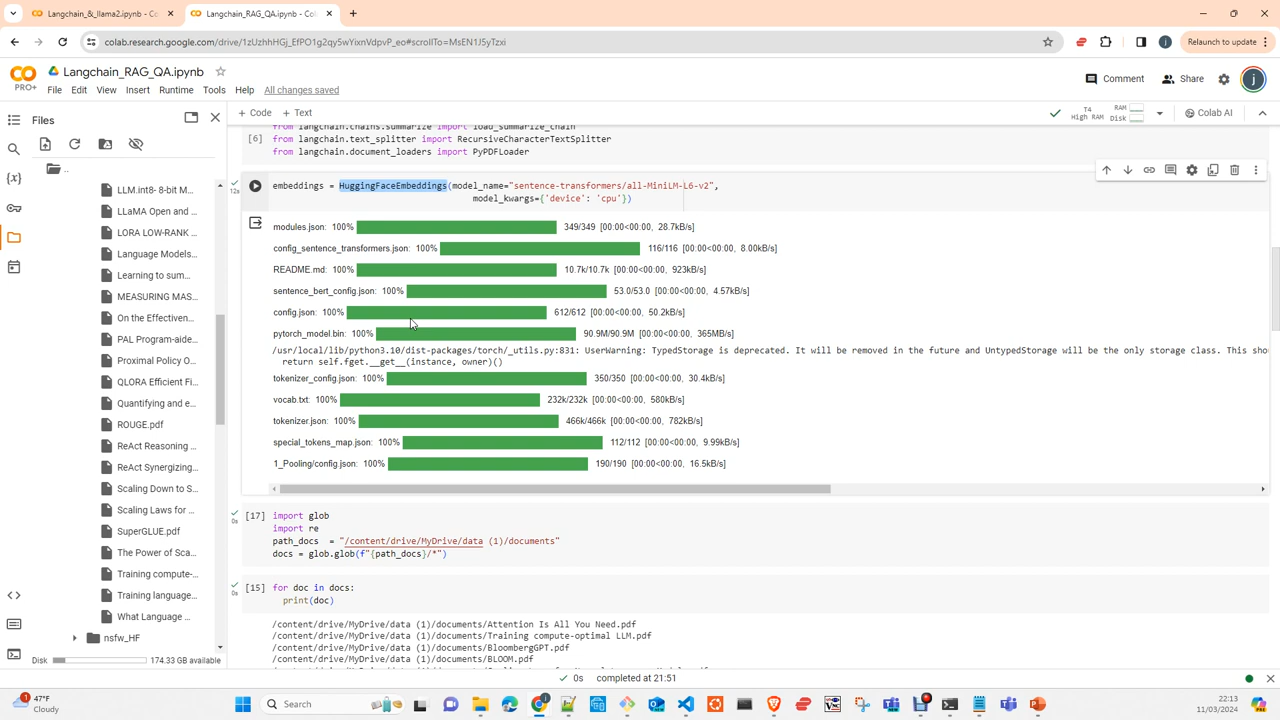 Langchain_&_llama2.ipynb - Co
Langchain_RAG_QA.ipynb - Cola
colab.research.google.com/drive/1zUzhhHGj_EfPO1g2qy5wYixnVdpvP_eo#scrollTo=MsEN1J5yTzxi
Relaunch to update
Langchain_RAG_QA.ipynb
PRO+
File Edit View Insert Runtime Tools Help All changes saved
Comment Share
Files
+ Code + Text
T4 High RAM
RAM
Disk
Colab AI
..
LLM.int8- 8-bit M...
LLaMA Open and ...
LORA LOW-RANK ...
Language Models...
Learning to sum...
MEASURING MAS...
On the Effectiven...
PAL Program-aide...
Proximal Policy O...
QLORA Efficient Fi...
Quantifying and e...
ROUGE.pdf
ReAct Reasoning ...
ReAct Synergizing...
Scaling Down to S...
Scaling Laws for ...
SuperGLUE.pdf
The Power of Sca...
Training compute-...
Training language...
What Language ...
nsfw_HF
Disk 174.33 GB available
from langchain.chains.summarize import load_summarize_chain
[6] from langchain.text_splitter import RecursiveCharacterTextSplitter
from langchain.document_loaders import PyPDFLoader
12s
embeddings = HuggingFaceEmbeddings(model_name="sentence-transformers/all-MiniLM-L6-v2",
model_kwargs={'device': 'cpu'})
modules.json: 100% 349/349 [00:00<00:00, 28.7kB/s]
config_sentence_transformers.json: 100% 116/116 [00:00<00:00, 8.00kB/s]
README.md: 100% 10.7k/10.7k [00:00<00:00, 923kB/s]
sentence_bert_config.json: 100% 53.0/53.0 [00:00<00:00, 4.57kB/s]
config.json: 100% 612/612 [00:00<00:00, 50.2kB/s]
pytorch_model.bin: 100% 90.9M/90.9M [00:00<00:00, 365MB/s]
/usr/local/lib/python3.10/dist-packages/torch/_utils.py:831: UserWarning: TypedStorage is deprecated. It will be removed in the future and UntypedStorage will be the only storage class. This sho
return self.fget.__get__(instance, owner)()
tokenizer_config.json: 100% 350/350 [00:00<00:00, 30.4kB/s]
vocab.txt: 100% 232k/232k [00:00<00:00, 580kB/s]
tokenizer.json: 100% 466k/466k [00:00<00:00, 782kB/s]
special_tokens_map.json: 100% 112/112 [00:00<00:00, 9.99kB/s]
1_Pooling/config.json: 100% 190/190 [00:00<00:00, 16.5kB/s]
[17] import glob
0s
import re
path_docs = "/content/drive/MyDrive/data (1)/documents"
docs = glob.glob(f"{path_docs}/*")
[15] for doc in docs:
0s
print(doc)
/content/drive/MyDrive/data (1)/documents/Attention Is All You Need.pdf
/content/drive/MyDrive/data (1)/documents/Training compute-optimal LLM.pdf
/content/drive/MyDrive/data (1)/documents/BloombergGPT.pdf
/content/drive/MyDrive/data (1)/documents/BLOOM.pdf
0s completed at 21:51
47°F
Cloudy
Search
22:13
11/03/2024